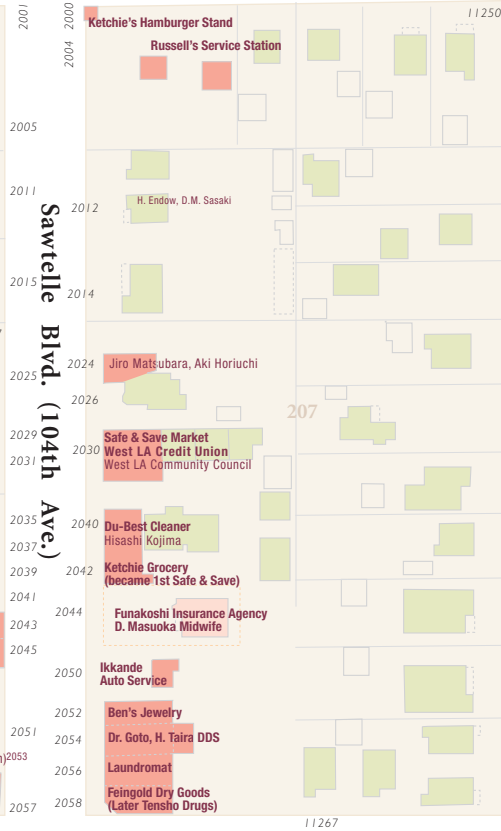 2001
2000
2004
Ketchie's Hamburger Stand
Russell's Service Station
11250
2005
2011
2012
H. Endow, D.M. Sasaki
Sawtelle Blvd. (104th Ave.)
2015
2014
2024
Jiro Matsubara, Aki Horiuchi
2025
2026
207
2029
2030
2031
Safe & Save Market
West LA Credit Union
West LA Community Council
2035
2040
Du-Best Cleaner
Hisashi Kojima
2037
2039
2042
Ketchie Grocery
(became 1st Safe & Save)
2041
2044
2043
Funakoshi Insurance Agency
D. Masuoka Midwife
2045
2050
Ikkande
Auto Service
2052
Ben's Jewelry
2051
2054
Dr. Goto, H. Taira DDS
)2053
2056
Laundromat
2057
2058
Feingold Dry Goods
(Later Tensho Drugs)
11267